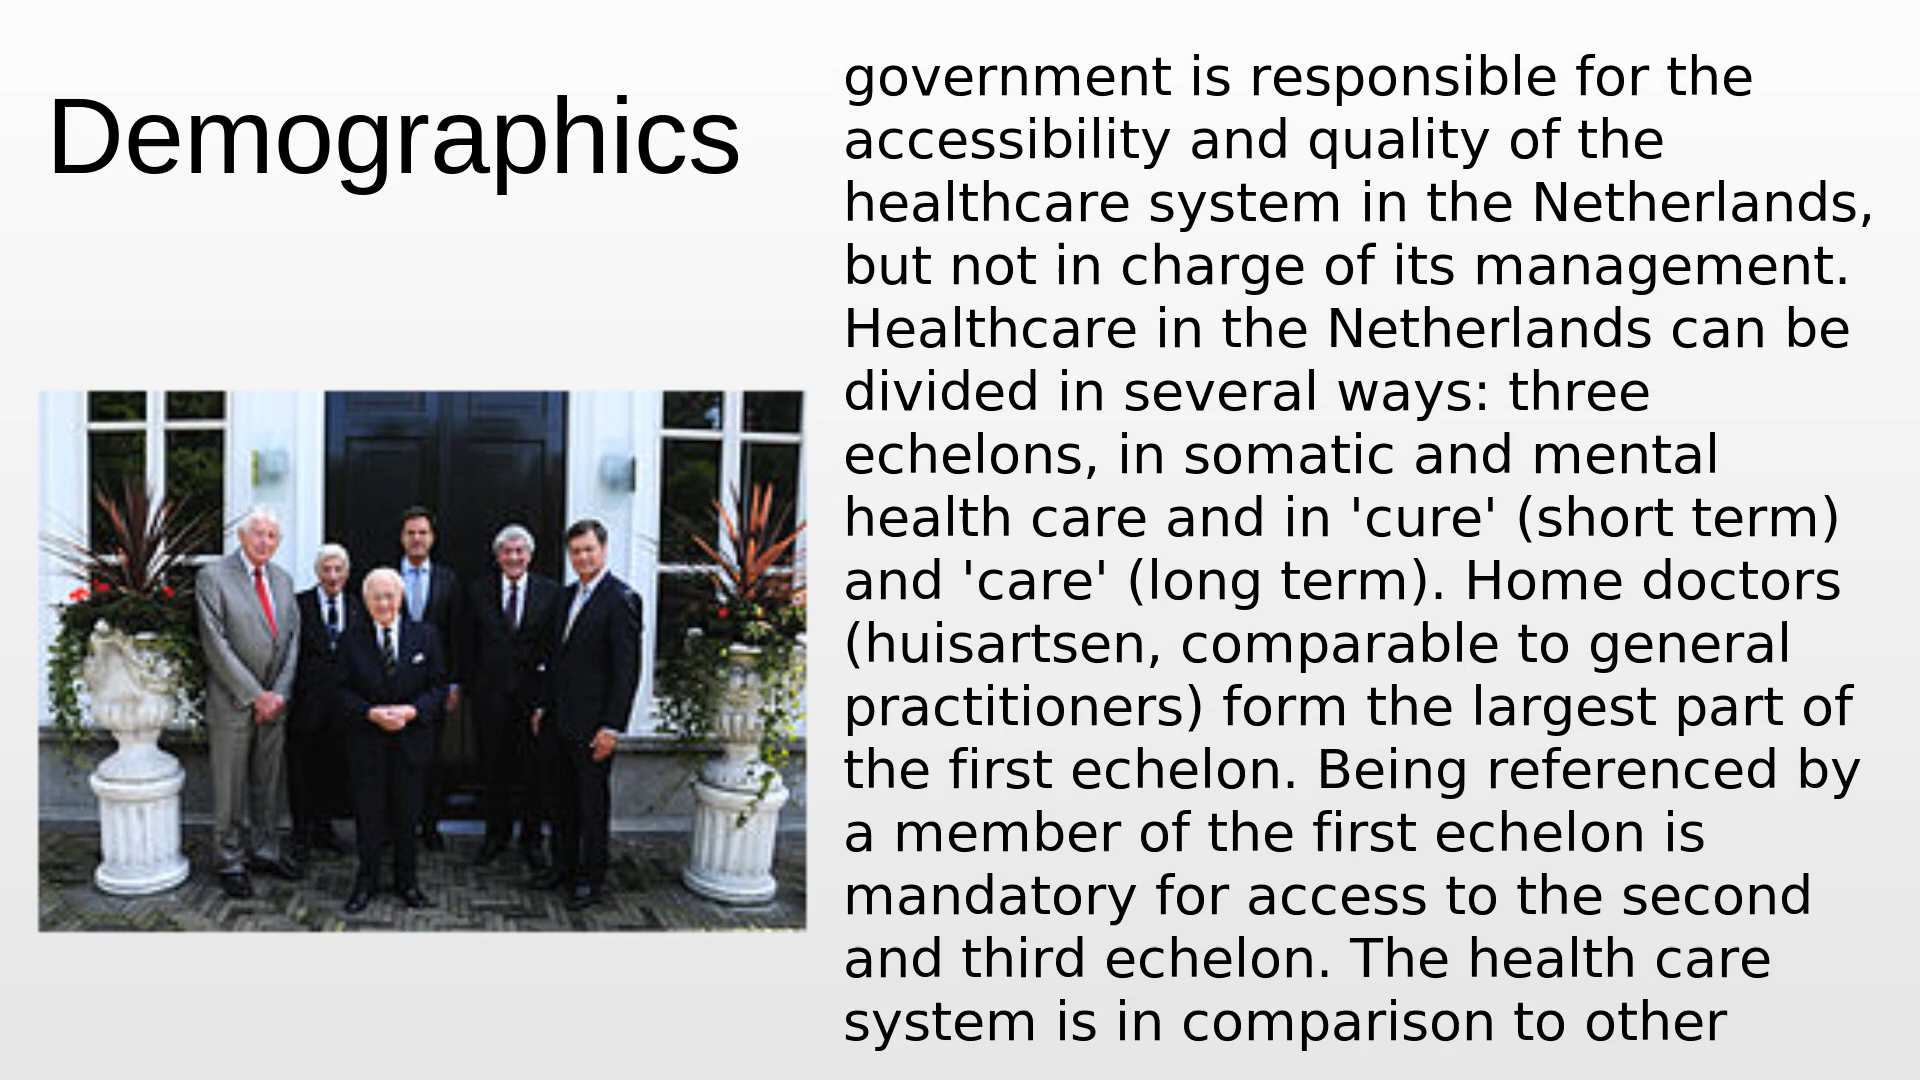 Demographics
government is responsible for the
accessibility and quality of the
healthcare system in the Netherlands,
but not in charge of its management.
Healthcare in the Netherlands can be
divided in several ways: three
echelons, in somatic and mental
health care and in 'cure' (short term)
and 'care' (long term). Home doctors
(huisartsen, comparable to general
practitioners) form the largest part of
the first echelon. Being referenced by
a member of the first echelon is
mandatory for access to the second
and third echelon. The health care
system is in comparison to other